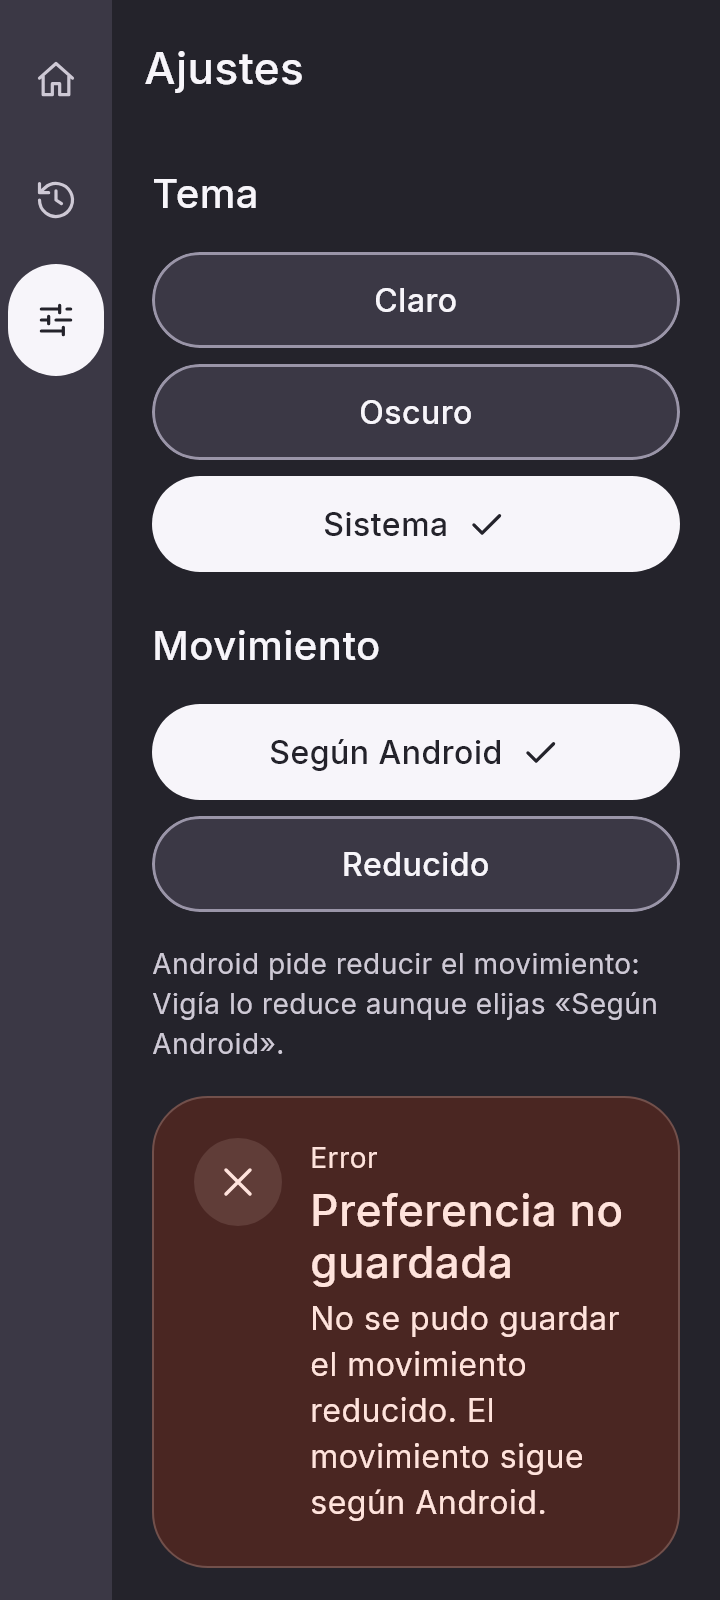 Ajustes
Tema
Claro
Oscuro
Sistema
Movimiento
Según Android
Reducido
Android pide reducir el movimiento:
Vigía lo reduce aunque elijas «Según
Android».
Error
Preferencia no
guardada
No se pudo guardar
el movimiento
reducido. El
movimiento sigue
según Android.